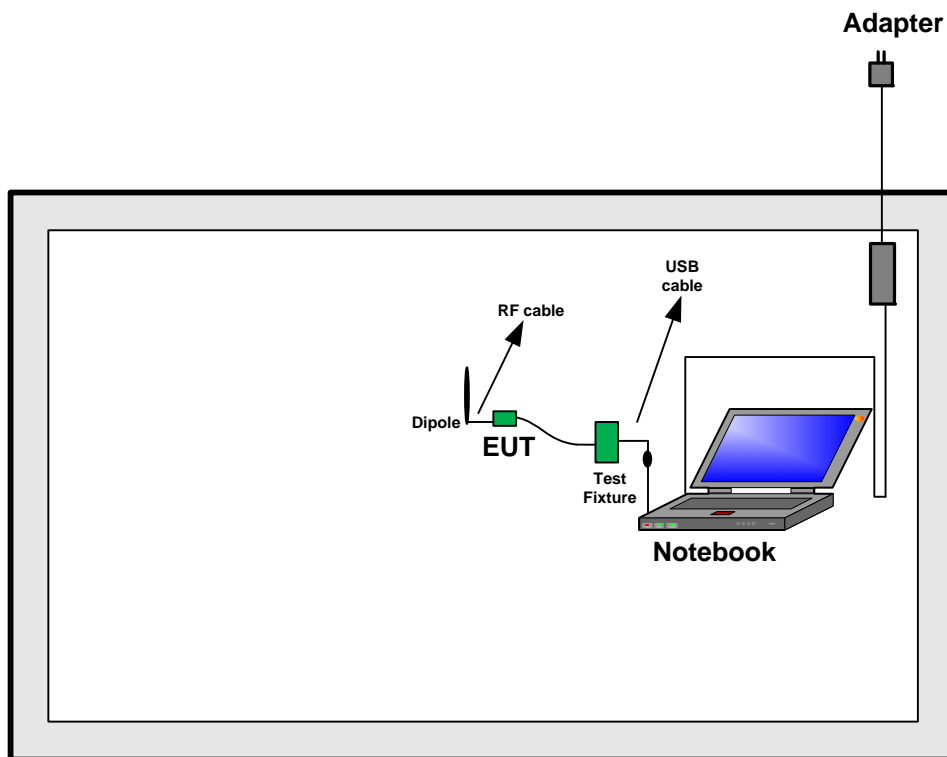 Adapter
USB
cable
RF cable
Dipole
EUT
Test
Fixture
Notebook